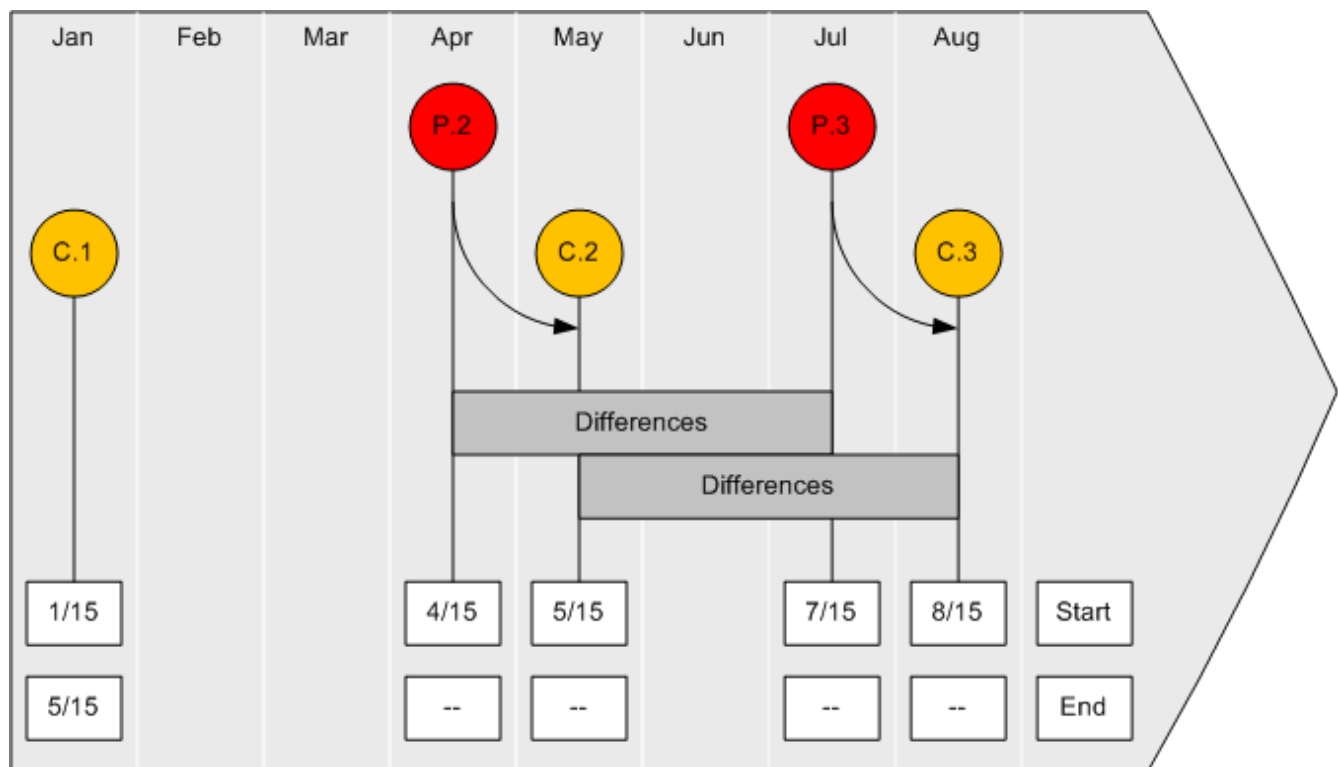 Jan Feb Mar Apr May Jun Jul Aug
P.2 P.3
C.1 C.2 C.3
Differences
Differences
1/15 4/15 5/15 7/15 8/15 Start
5/15 -- -- -- -- End